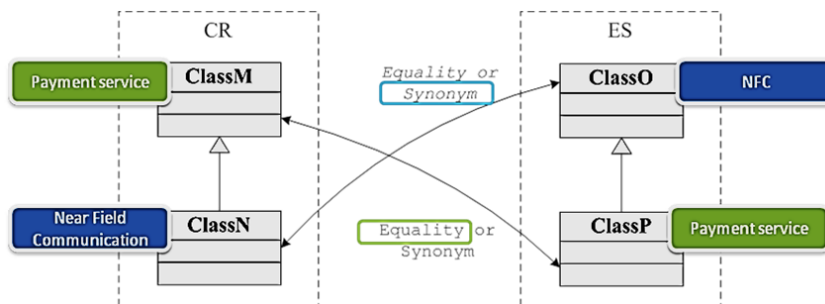 CR
ES
Payment service
ClassM
Equality or
Synonym
ClassO
NFC
Near Field
Communication
ClassN
Equality or
Synonym
ClassP
Payment service